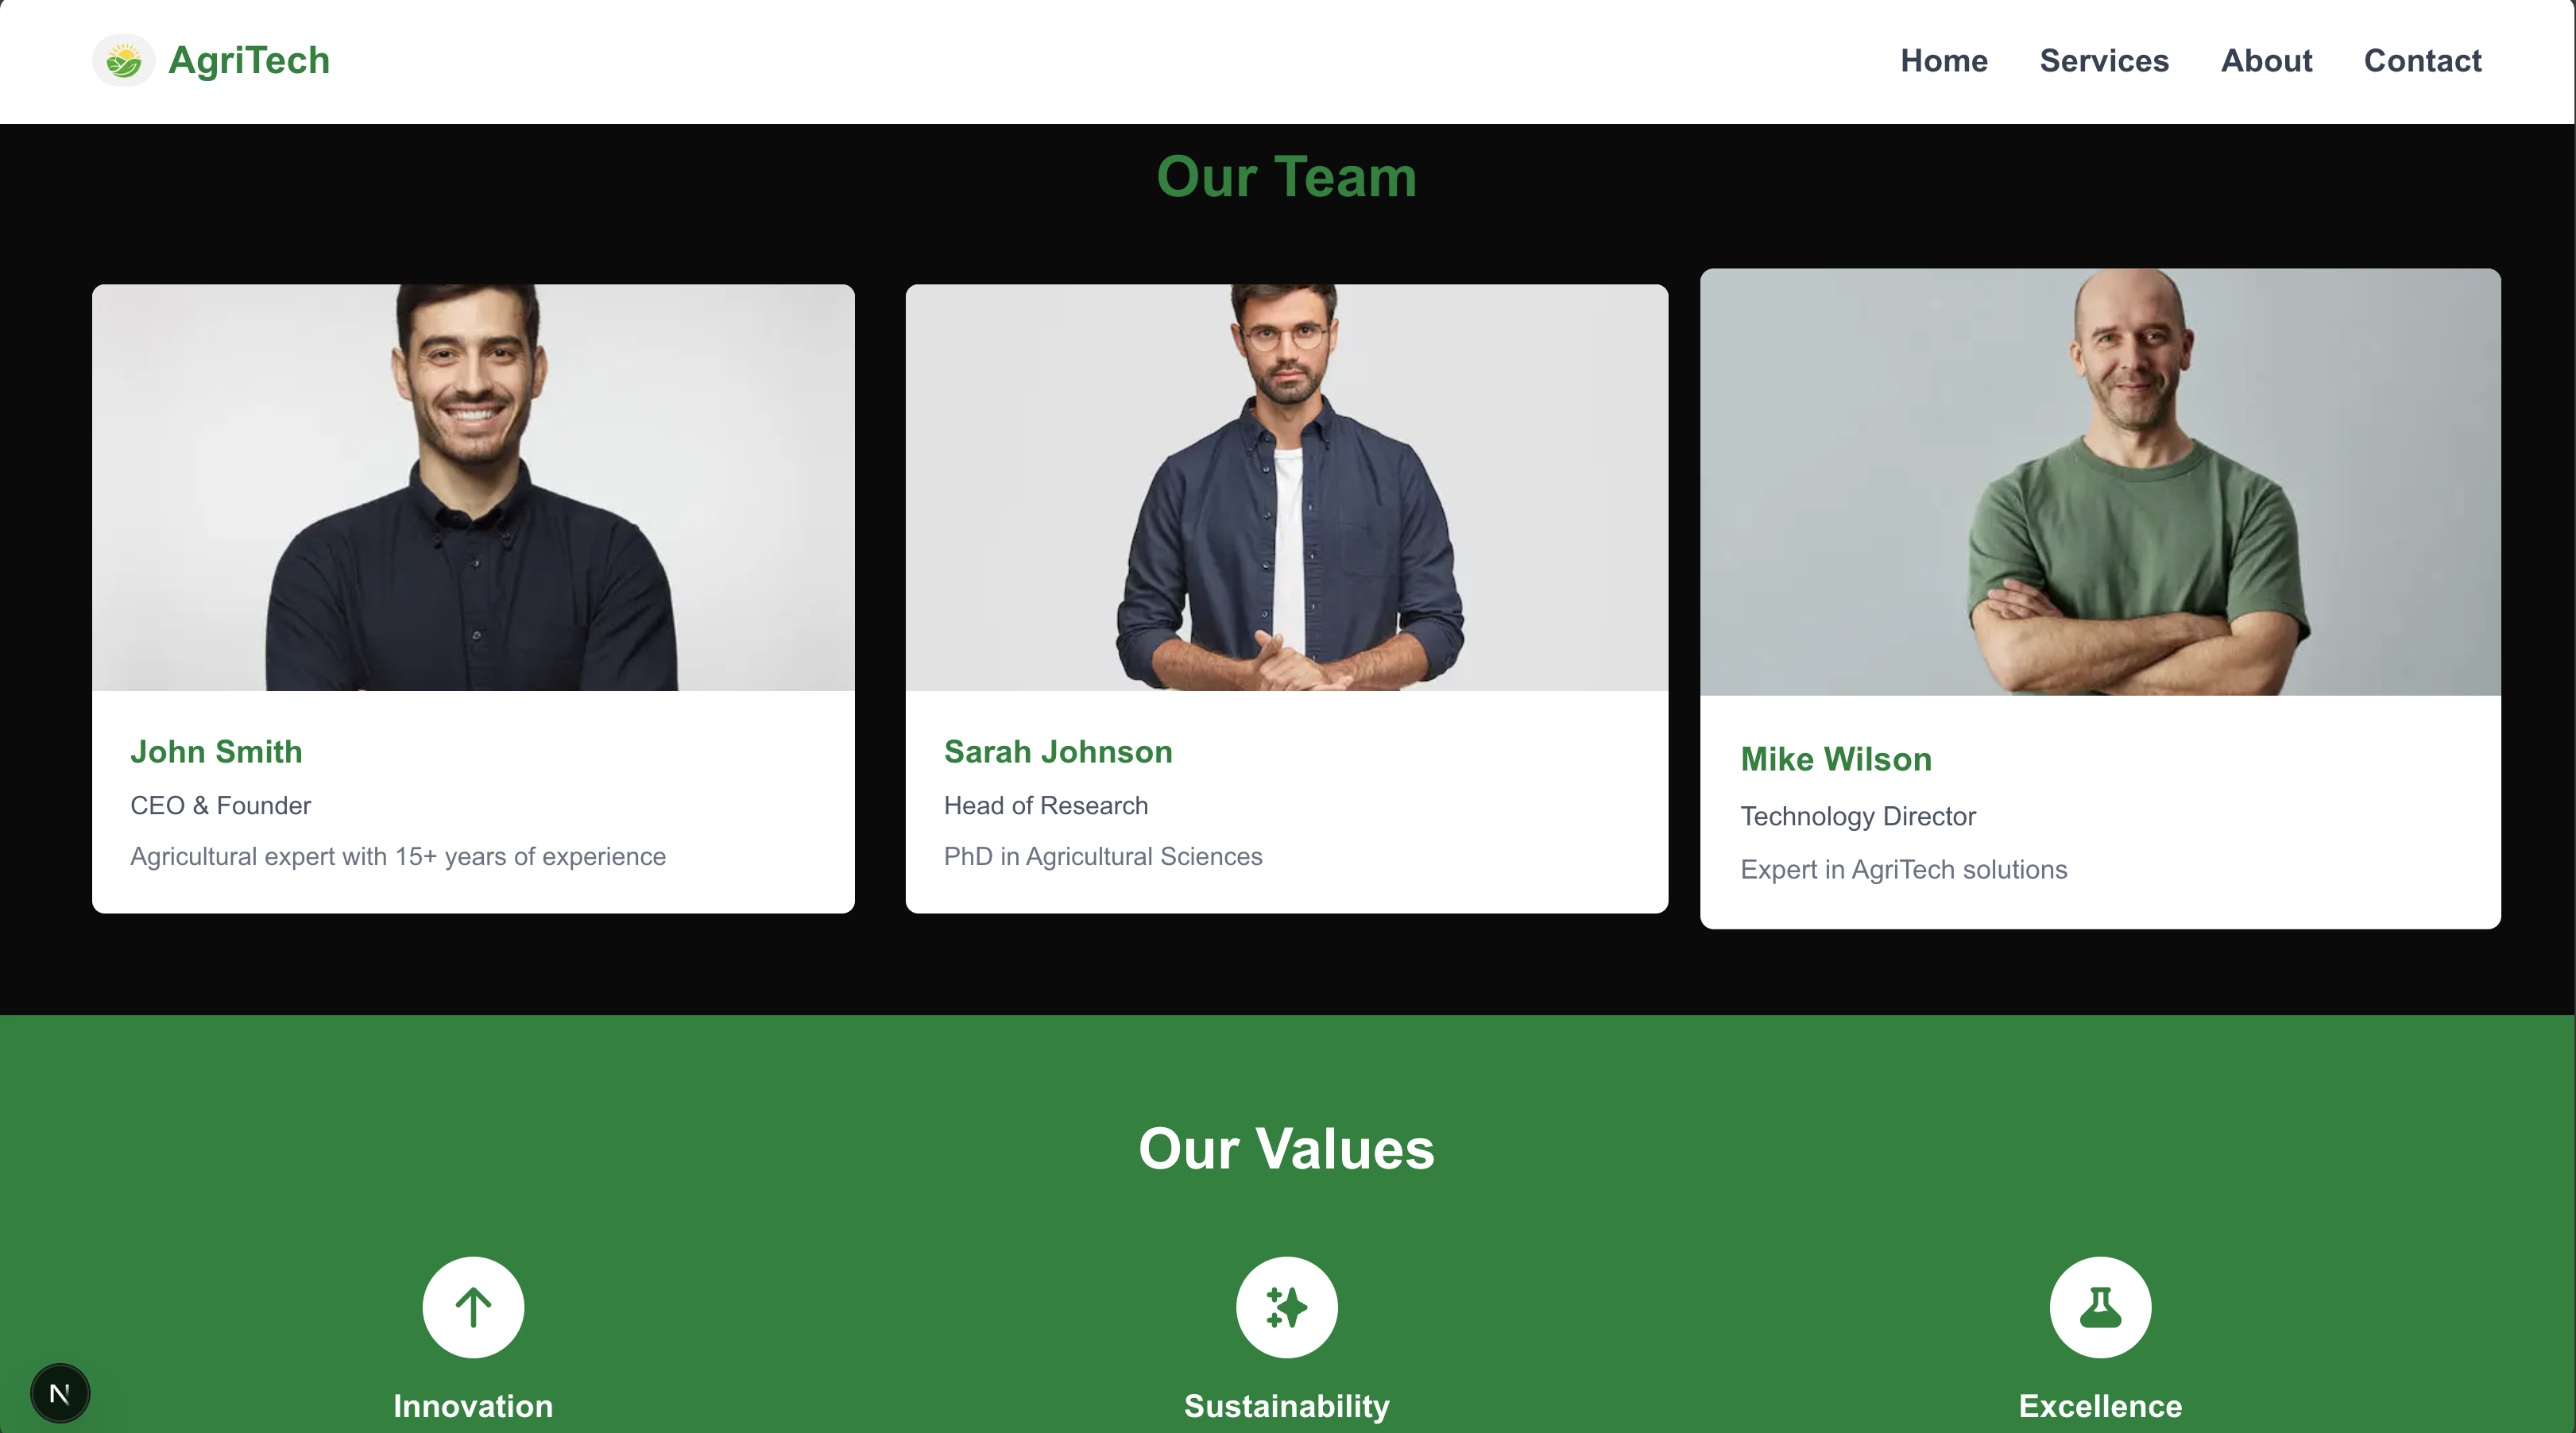 AgriTech
Home Services About Contact
Our Team
John Smith
CEO & Founder
Agricultural expert with 15+ years of experience
Sarah Johnson
Head of Research
PhD in Agricultural Sciences
Mike Wilson
Technology Director
Expert in AgriTech solutions
Our Values
Innovation
Sustainability
Excellence
N